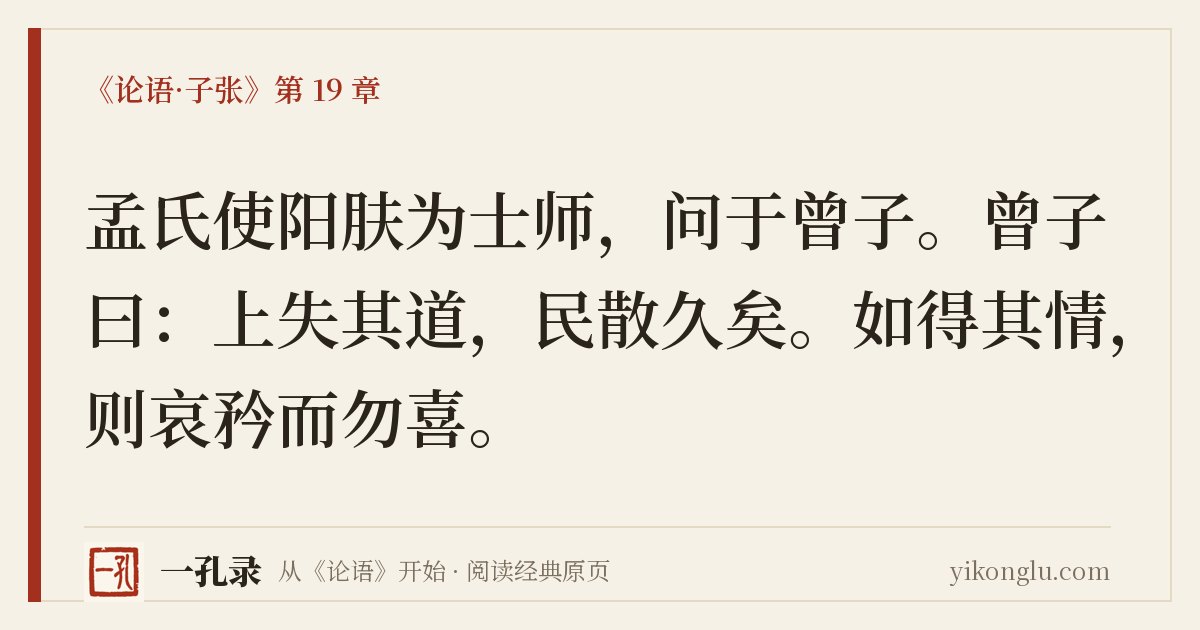 《论语·子张》第 19 章
孟氏使阳肤为士师，问于曾子。曾子
曰：上失其道，民散久矣。如得其情，
则哀矜而勿喜。
一孔
一孔录 从《论语》开始 · 阅读经典原页 yikonglu.com